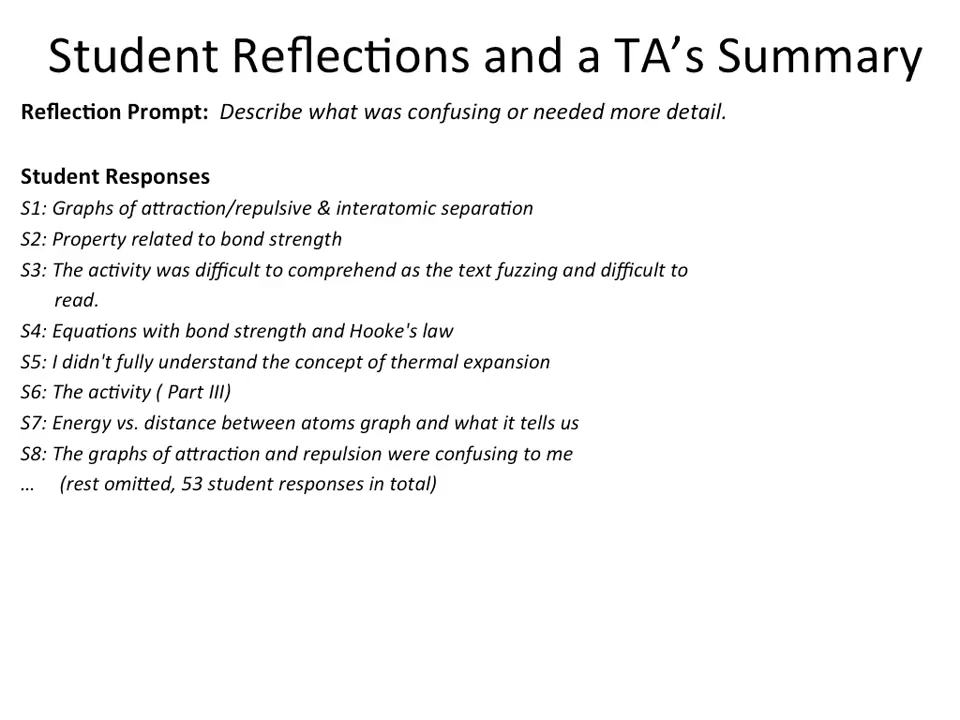 Student Reflections and a TA’s Summary
Reflection Prompt: Describe what was confusing or needed more detail.
Student Responses
S1: Graphs of attraction/repulsive & interatomic separation
S2: Property related to bond strength
S3: The activity was difficult to comprehend as the text fuzzing and difficult to
read.
S4: Equations with bond strength and Hooke's law
S5: I didn't fully understand the concept of thermal expansion
S6: The activity ( Part III)
S7: Energy vs. distance between atoms graph and what it tells us
S8: The graphs of attraction and repulsion were confusing to me
… (rest omitted, 53 student responses in total)